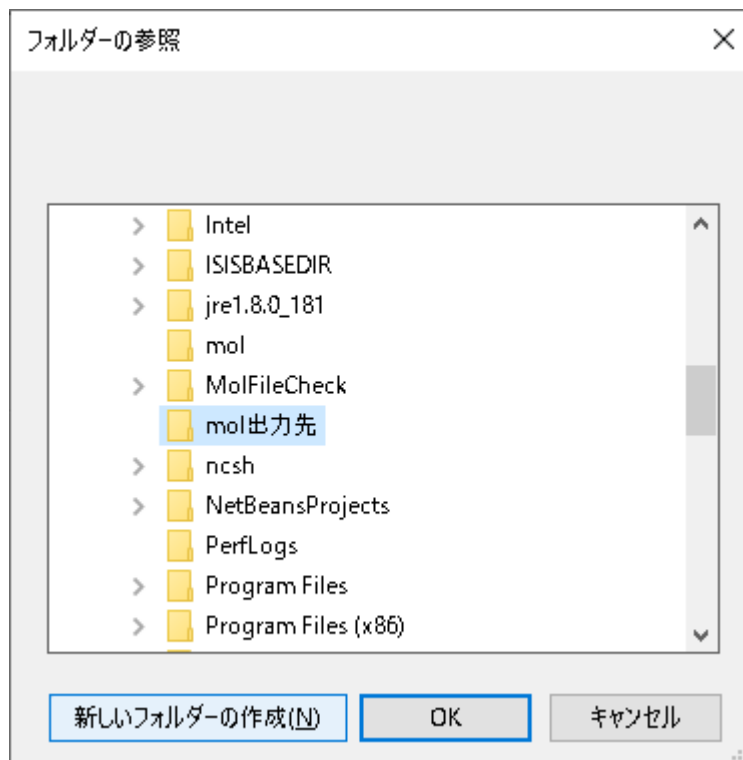 フォルダーの参照
Intel
ISISBASEDIR
jre1.8.0_181
mol
MolFileCheck
mol出力先
ncsh
NetBeansProjects
PerfLogs
Program Files
Program Files (x86)
新しいフォルダーの作成(N) OK キャンセル